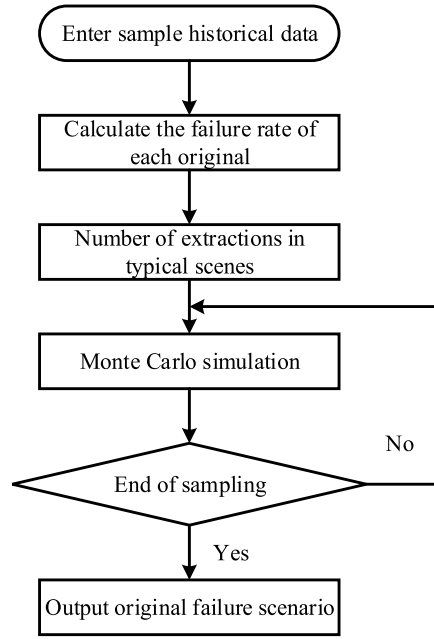 Enter sample historical data
Calculate the failure rate of
each original
Number of extractions in
typical scenes
Monte Carlo simulation
No
End of sampling
Yes
Output original failure scenario